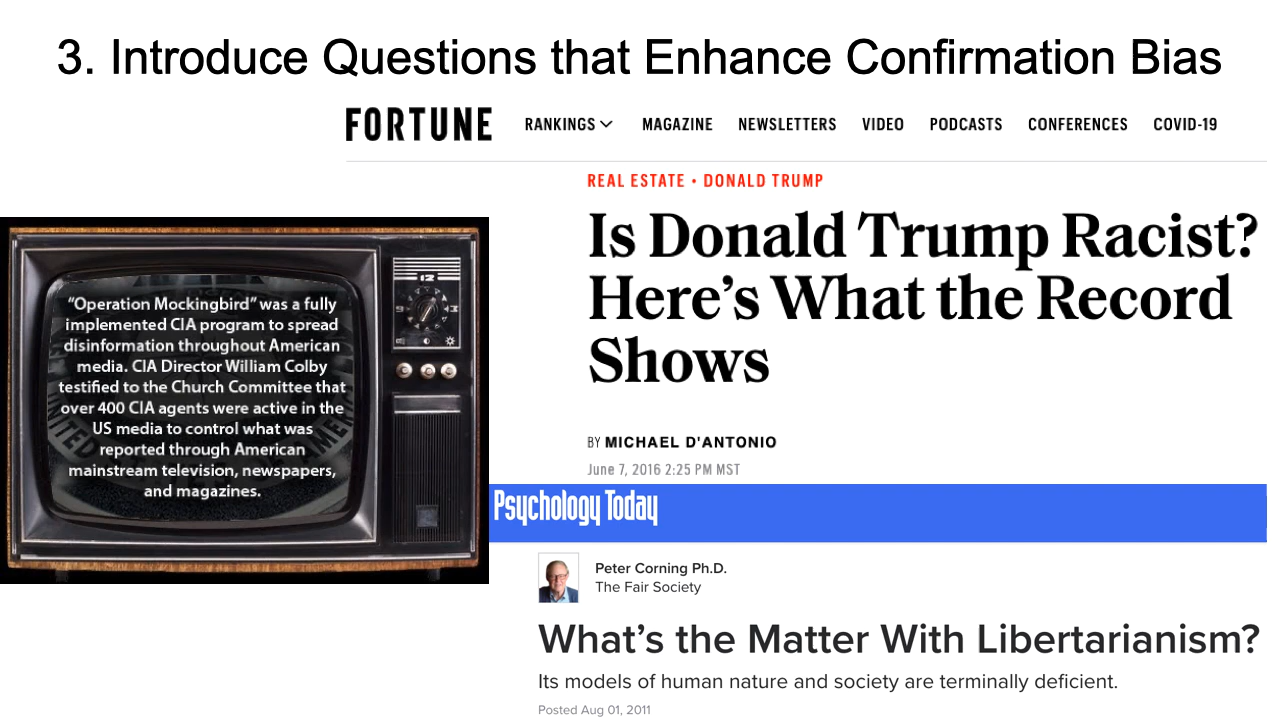 3. Introduce Questions that Enhance Confirmation Bias
FORTUNE
RANKINGS MAGAZINE NEWSLETTERS VIDEO PODCASTS CONFERENCES COVID-19
REAL ESTATE • DONALD TRUMP
Is Donald Trump Racist?
Here's What the Record
Shows
BY MICHAEL D'ANTONIO
June 7, 2016 2:25 PM MST
"Operation Mockingbird" was a fully
implemented CIA program to spread
disinformation throughout American
media. CIA Director William Colby
testified to the Church Committee that
over 400 CIA agents were active in the
US media to control what was
reported through American
mainstream television, newspapers,
and magazines.
Psychology Today
Peter Corning Ph.D.
The Fair Society
What's the Matter With Libertarianism?
Its models of human nature and society are terminally deficient.
Posted Aug 01, 2011